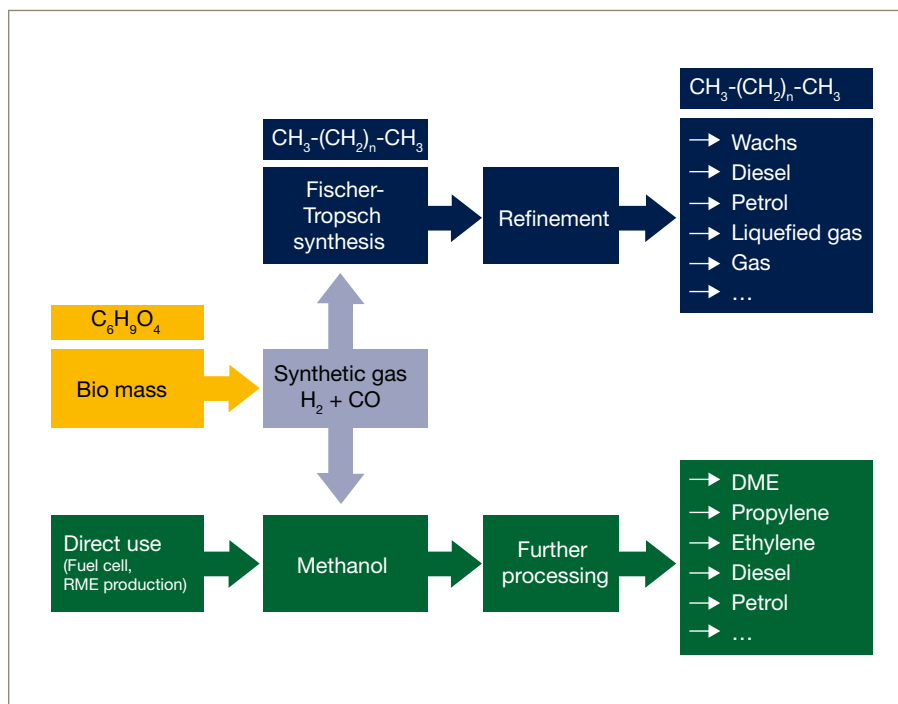 CH₃-(CH₂)ₙ-CH₃
Wachs
Diesel
Petrol
Liquefied gas
Gas
…
CH₃-(CH₂)ₙ-CH₃
Fischer-
Tropsch
synthesis
Refinement
C₆H₉O₄
Bio mass
Synthetic gas
H₂ + CO
Direct use
(Fuel cell,
RME production)
Methanol
Further
processing
DME
Propylene
Ethylene
Diesel
Petrol
…